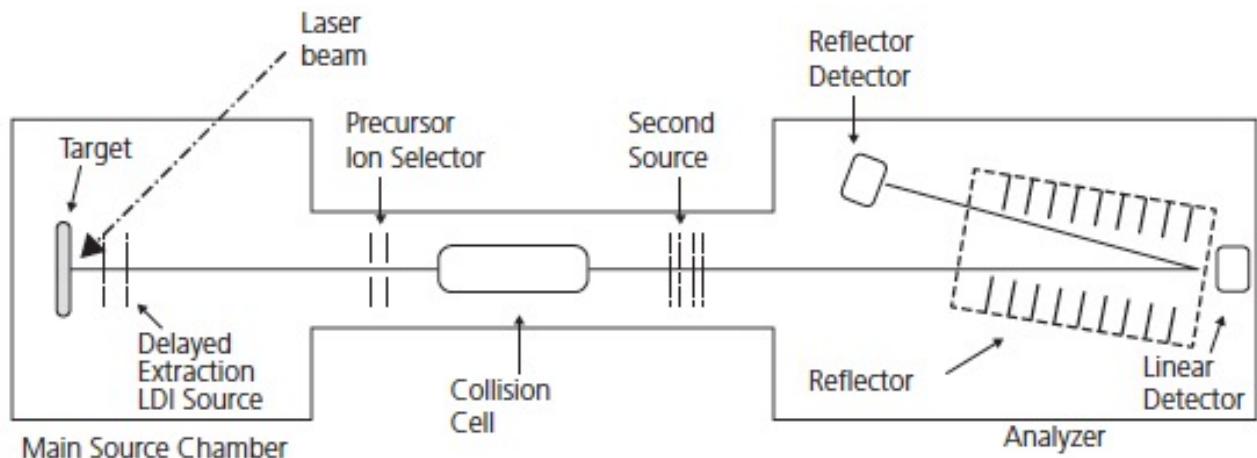 Laser
beam
Reflector
Detector
Target
Precursor
Ion Selector
Second
Source
Delayed
Extraction
LDI Source
Collision
Cell
Reflector
Linear
Detector
Main Source Chamber
Analyzer